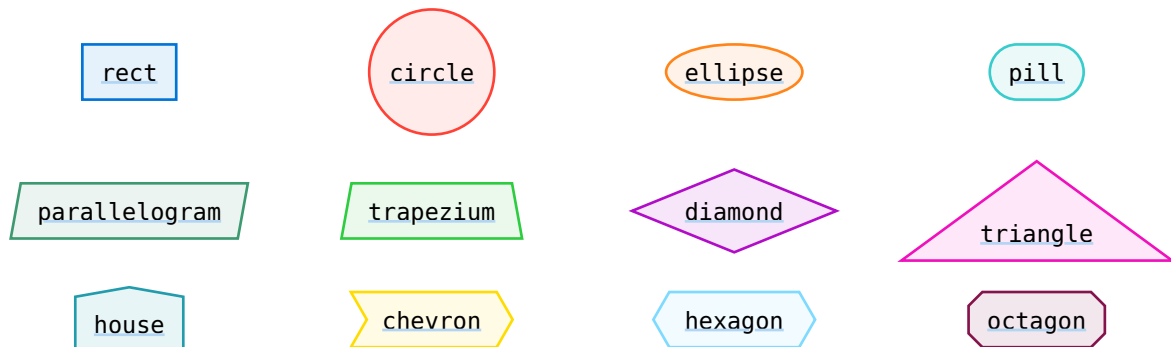 rect
circle
ellipse
pill
parallelogram
trapezium
diamond
triangle
house
chevron
hexagon
octagon